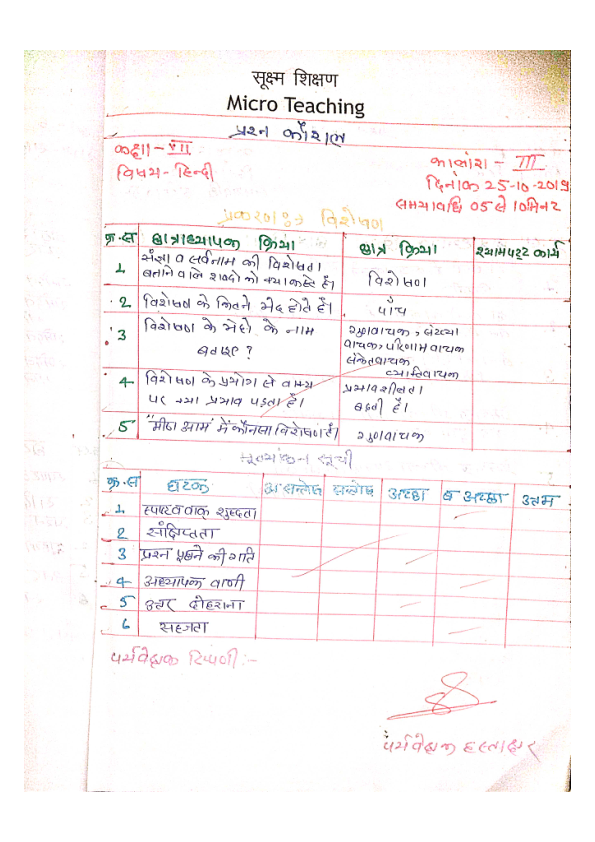 सूक्ष्म शिक्षण
Micro Teaching
प्रश्न कौशल
कक्षा - VII
विषय - हिन्दी
कालांश - III
दिनांक 25-10-2019
समयावधि 05 से 10 मिनट
प्रकरण :→ विशेषण
क्र.स छात्राध्यापक क्रिया छात्र क्रिया श्यामपट्ट कार्य
1 संज्ञा व सर्वनाम की विशेषता
बताने वाले शब्दों को क्या कहते हैं। विशेषण
2 विशेषण के कितने भेद होते हैं। पाँच
3 विशेषण के भेदों के नाम
बताइए ? गुणवाचक, संख्या
वाचक, परिणाम वाचक
संकेतवाचक
व्यक्तिवाचक
4 विशेषण के प्रयोग से वाक्य
पर क्या प्रभाव पड़ता है। प्रभावशीलता
बढ़ती है।
5 "मीठा आम" में कौनसा विशेषण है। गुणवाचक
मूल्यांकन सूची
क्र.स घटक असन्तोष सन्तोष अच्छा ब अच्छा उत्तम
1 स्पष्टव वाक् शुद्धता
2 संक्षिप्तता
3 प्रश्न पूछने की गति
4 अध्यापक वाणी
5 उत्तर दोहराना
6 सहजता
पर्यवेक्षक टिप्पणी :-
पर्यवेक्षक हस्ताक्षर